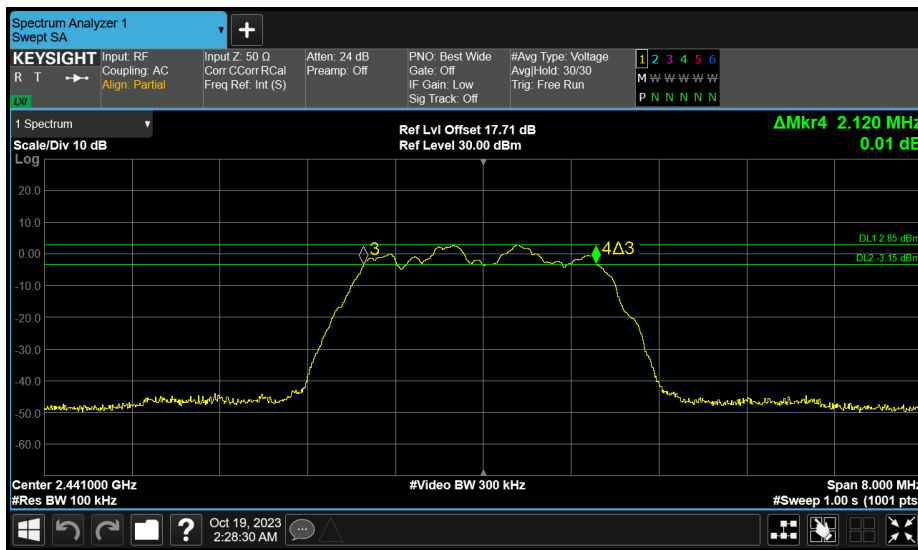 Spectrum Analyzer 1
Swept SA
KEYSIGHT
R T
LXI
Input: RF
Coupling: AC
Align: Partial
Input Z: 50 Ω
Corr CCorr RCal
Freq Ref: Int (S)
Atten: 24 dB
Preamp: Off
PNO: Best Wide
Gate: Off
IF Gain: Low
Sig Track: Off
#Avg Type: Voltage
Avg|Hold: 30/30
Trig: Free Run
1 2 3 4 5 6
M W W W W W
P N N N N N
1 Spectrum
Scale/Div 10 dB
Log
Ref Lvl Offset 17.71 dB
Ref Level 30.00 dBm
ΔMkr4 2.120 MHz
0.01 dB
20.0
10.0
0.00
-10.0
-20.0
-30.0
-40.0
-50.0
-60.0
3
4Δ3
DL1 2.85 dBm
DL2 -3.15 dBm
Center 2.441000 GHz
#Res BW 100 kHz
#Video BW 300 kHz
Span 8.000 MHz
#Sweep 1.00 s (1001 pts
?
Oct 19, 2023
2:28:30 AM